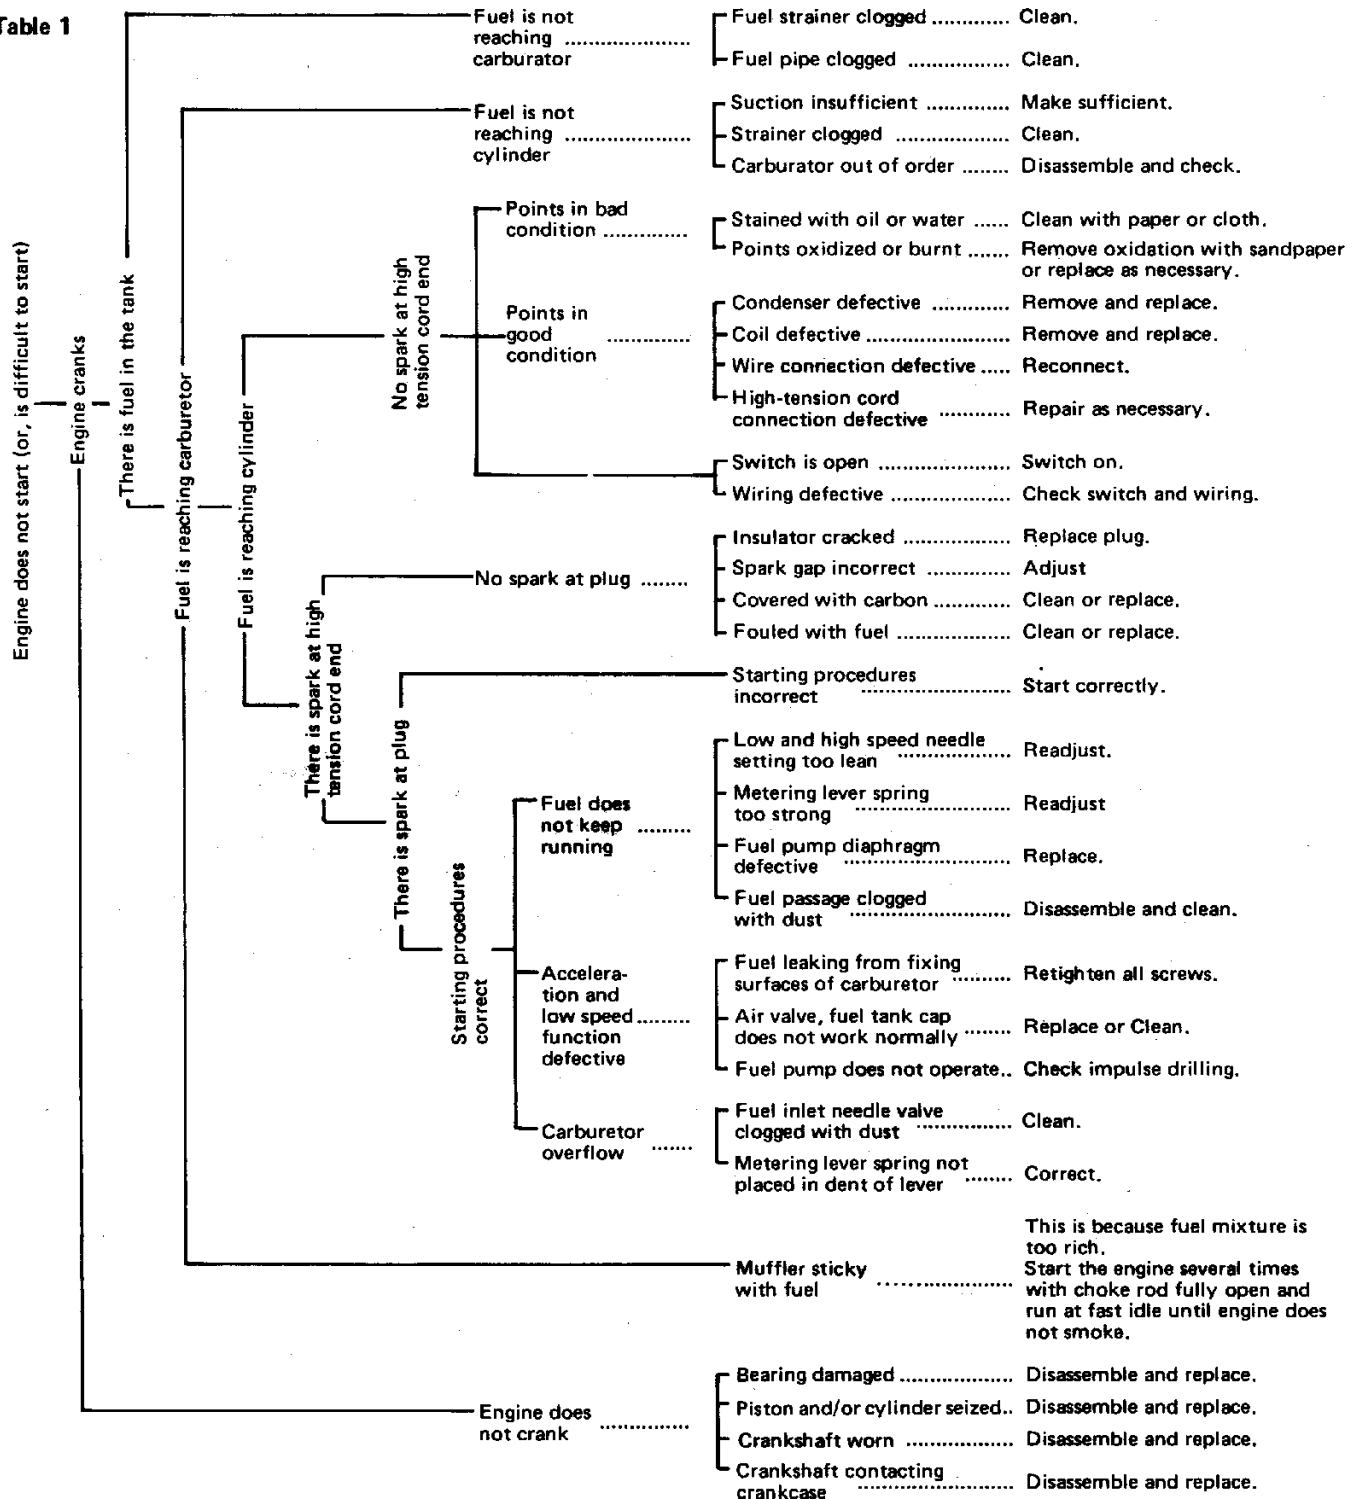 Table 1
Fuel is not
reaching ........................
carburator
Fuel strainer clogged ............... Clean.
Fuel pipe clogged .................... Clean.
Fuel is not
reaching ........................
cylinder
Suction insufficient ................ Make sufficient.
Strainer clogged ...................... Clean.
Carburator out of order ......... Disassemble and check.
Points in bad
condition ................
Stained with oil or water ....... Clean with paper or cloth.
Points oxidized or burnt ........ Remove oxidation with sandpaper
or replace as necessary.
Points in
good ................
condition
Condenser defective ............... Remove and replace.
Coil defective ............................ Remove and replace.
Wire connection defective ..... Reconnect.
High-tension cord
connection defective .............. Repair as necessary.
Switch is open ......................... Switch on.
Wiring defective ....................... Check switch and wiring.
Engine does not start (or, is difficult to start)
Engine cranks
There is fuel in the tank
Fuel is reaching carburetor
Fuel is reaching cylinder
No spark at high
tension cord end
There is spark at high
tension cord end
No spark at plug .........
Insulator cracked ..................... Replace plug.
Spark gap incorrect ................ Adjust
Covered with carbon ............... Clean or replace.
Fouled with fuel ...................... Clean or replace.
There is spark at plug
Starting procedures
incorrect ............................. Start correctly.
Starting procedures
correct
Fuel does
not keep ..........
running
Low and high speed needle
setting too lean ................... Readjust.
Metering lever spring
too strong ................... Readjust
Fuel pump diaphragm
defective ........................ Replace.
Fuel passage clogged
with dust ............................... Disassemble and clean.
Accelera-
tion and
low speed ..........
function
defective
Fuel leaking from fixing
surfaces of carburetor ........... Retighten all screws.
Air valve, fuel tank cap
does not work normally ......... Replace or Clean.
Fuel pump does not operate.. Check impulse drilling.
Carburetor
overflow ........
Fuel inlet needle valve
clogged with dust .................. Clean.
Metering lever spring not
placed in dent of lever ......... Correct.
Muffler sticky
with fuel ..........................
This is because fuel mixture is
too rich.
Start the engine several times
with choke rod fully open and
run at fast idle until engine does
not smoke.
Engine does
not crank .................
Bearing damaged ...................... Disassemble and replace.
Piston and/or cylinder seized.. Disassemble and replace.
Crankshaft worn .................... Disassemble and replace.
Crankshaft contacting
crankcase ............................. Disassemble and replace.